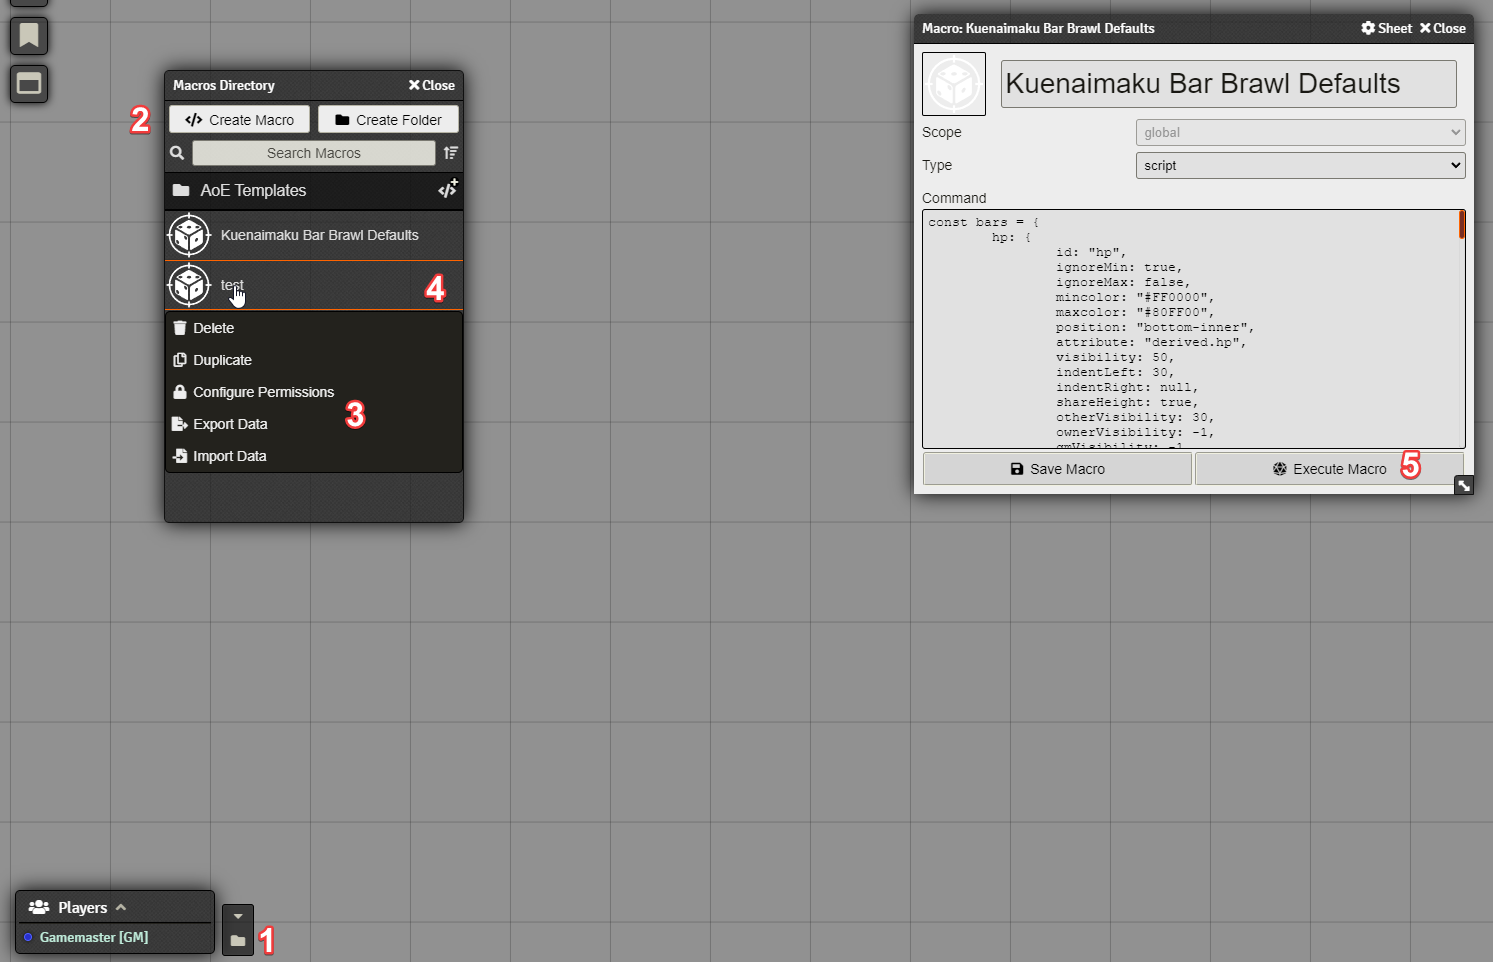 Macros Directory
Close
2
Create Macro
Create Folder
Search Macros
AoE Templates
Kuenaimaku Bar Brawl Defaults
test
4
Delete
Duplicate
Configure Permissions
3
Export Data
Import Data
Macro: Kuenaimaku Bar Brawl Defaults
Sheet
Close
Kuenaimaku Bar Brawl Defaults
Scope
global
Type
script
Command
const bars = {
hp: {
id: "hp",
ignoreMin: true,
ignoreMax: false,
mincolor: "#FF0000",
maxcolor: "#80FF00",
position: "bottom-inner",
attribute: "derived.hp",
visibility: 50,
indentLeft: 30,
indentRight: null,
shareHeight: true,
otherVisibility: 30,
ownerVisibility: -1,
gmVisibility: -1
Save Macro
Execute Macro
5
Players
Gamemaster [GM]
1